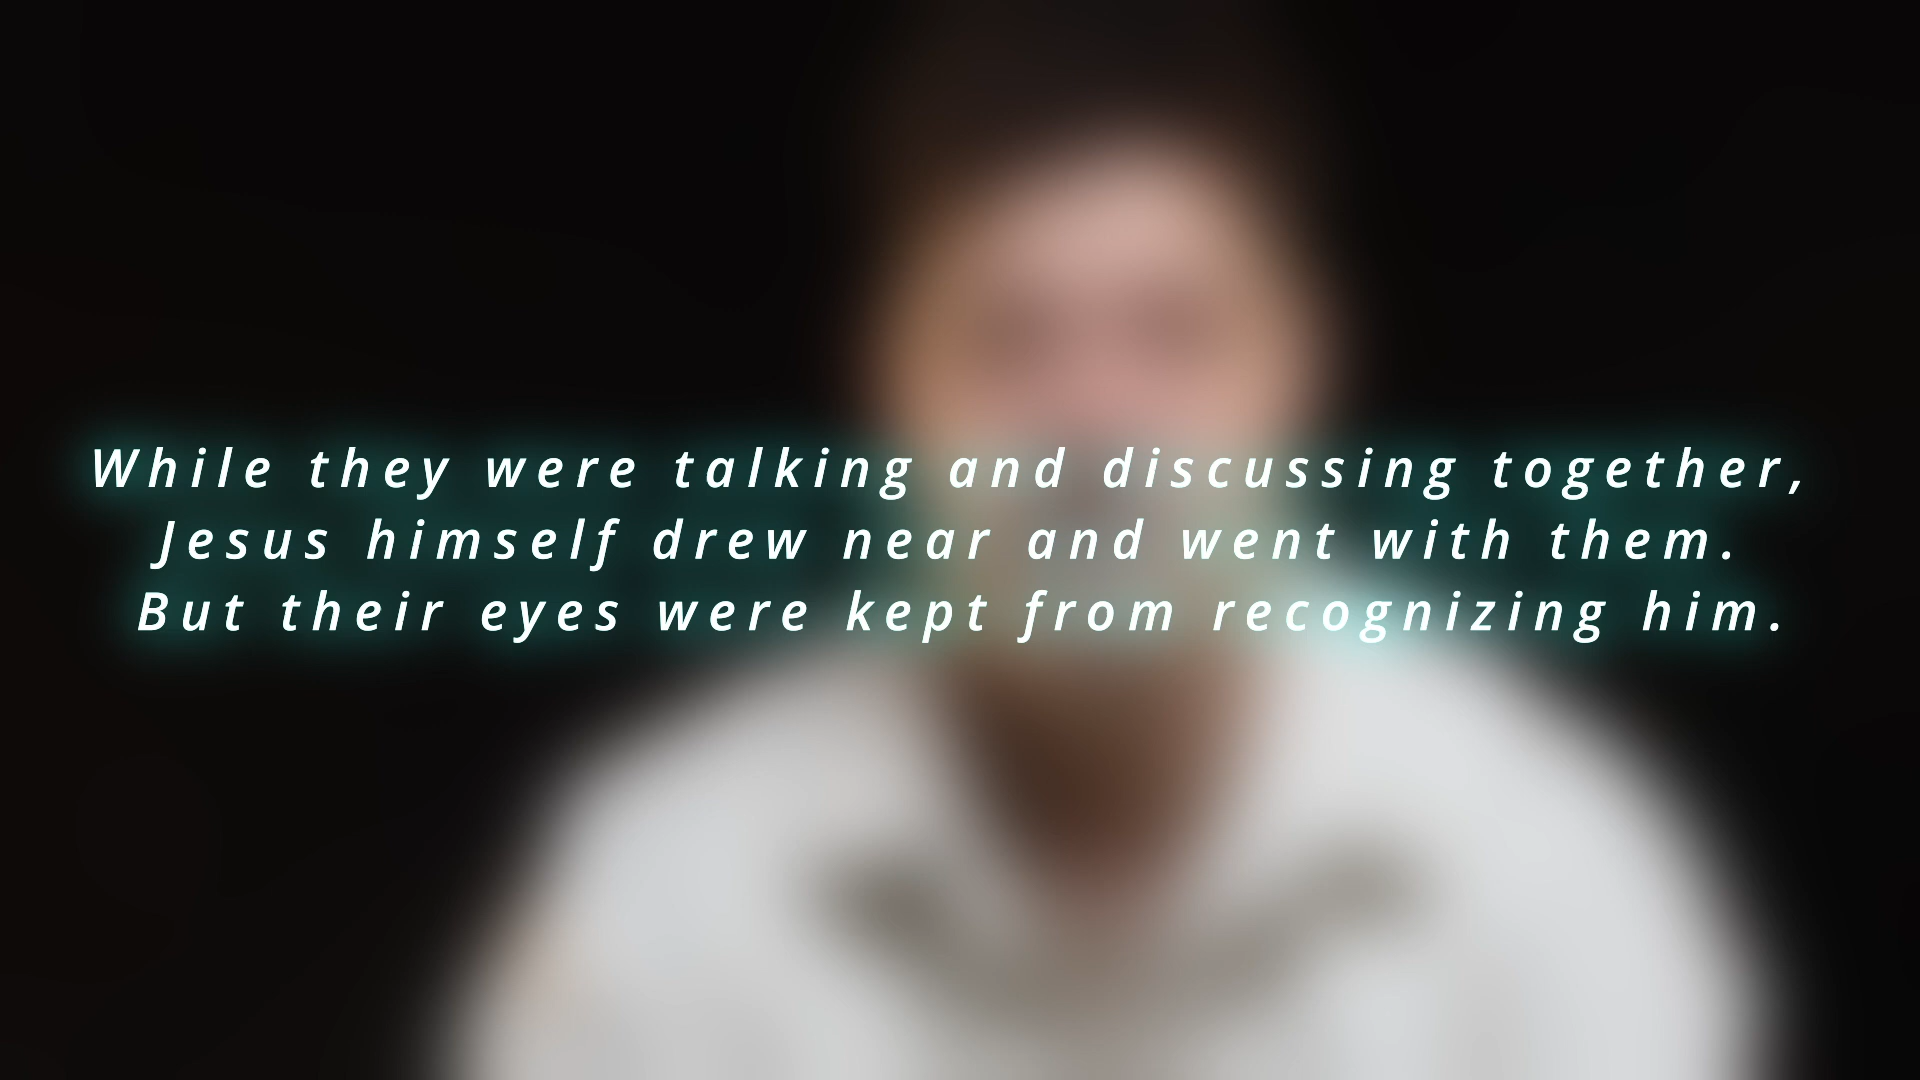 While they were talking and discussing together,
Jesus himself drew near and went with them.
But their eyes were kept from recognizing him.